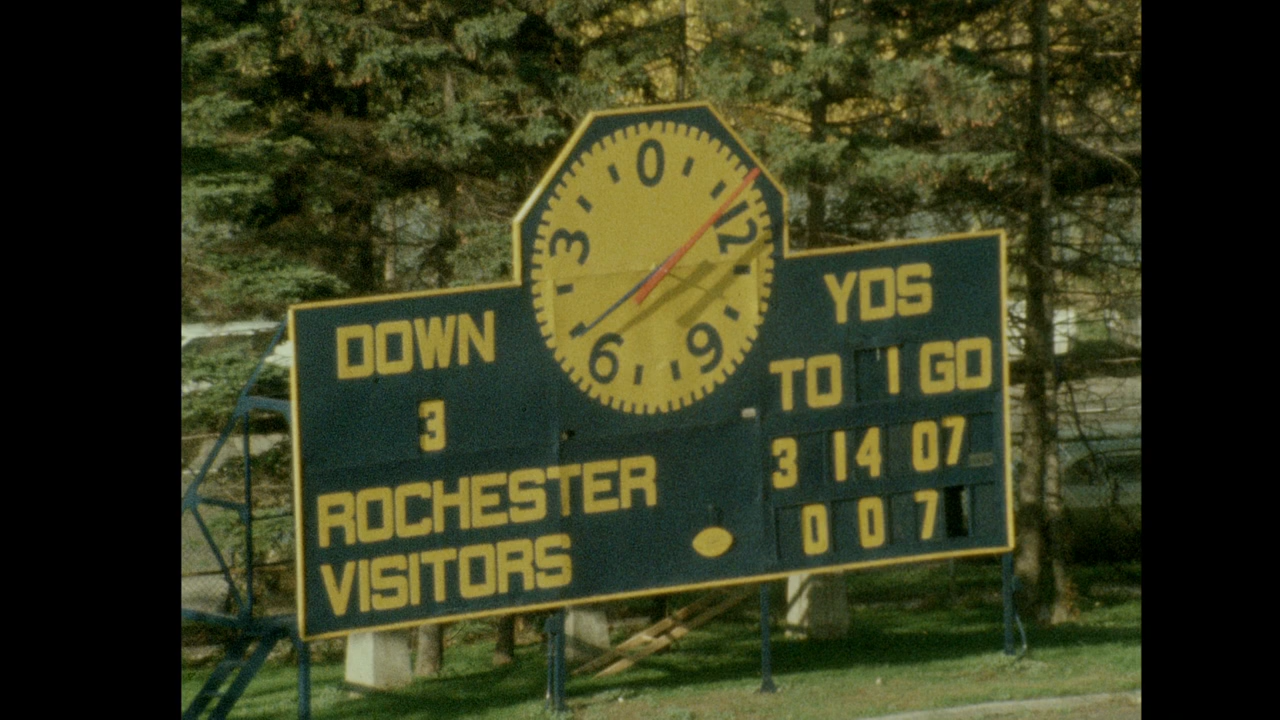 0
3 12
6 9
DOWN YDS
TO 1 GO
3
3 14 07
ROCHESTER
0 0 7
VISITORS